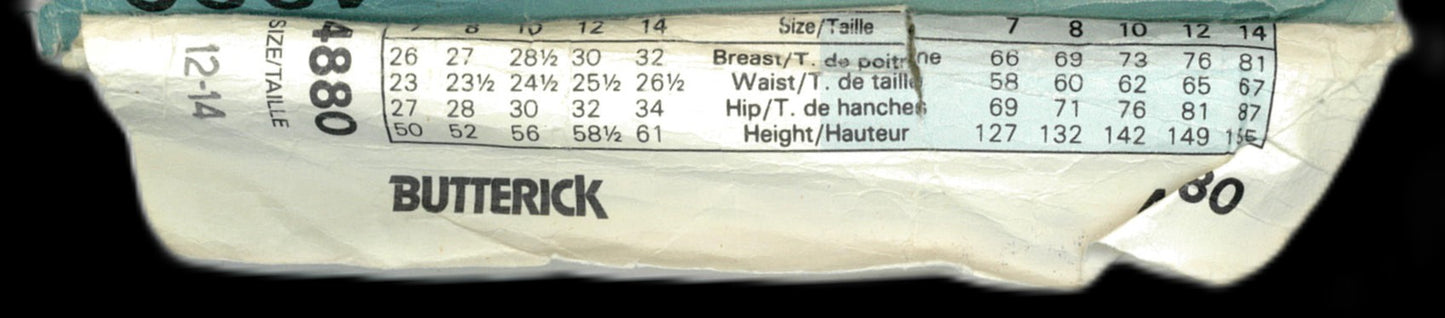 4880
SIZE/TAILLE
12-14
7 8 10 12 14 Size/Taille 7 8 10 12 14
26 27 28½ 30 32 Breast/T. de poitrine 66 69 73 76 81
23 23½ 24½ 25½ 26½ Waist/T. de taille 58 60 62 65 67
27 28 30 32 34 Hip/T. de hanches 69 71 76 81 87
50 52 56 58½ 61 Height/Hauteur 127 132 142 149 155
BUTTERICK